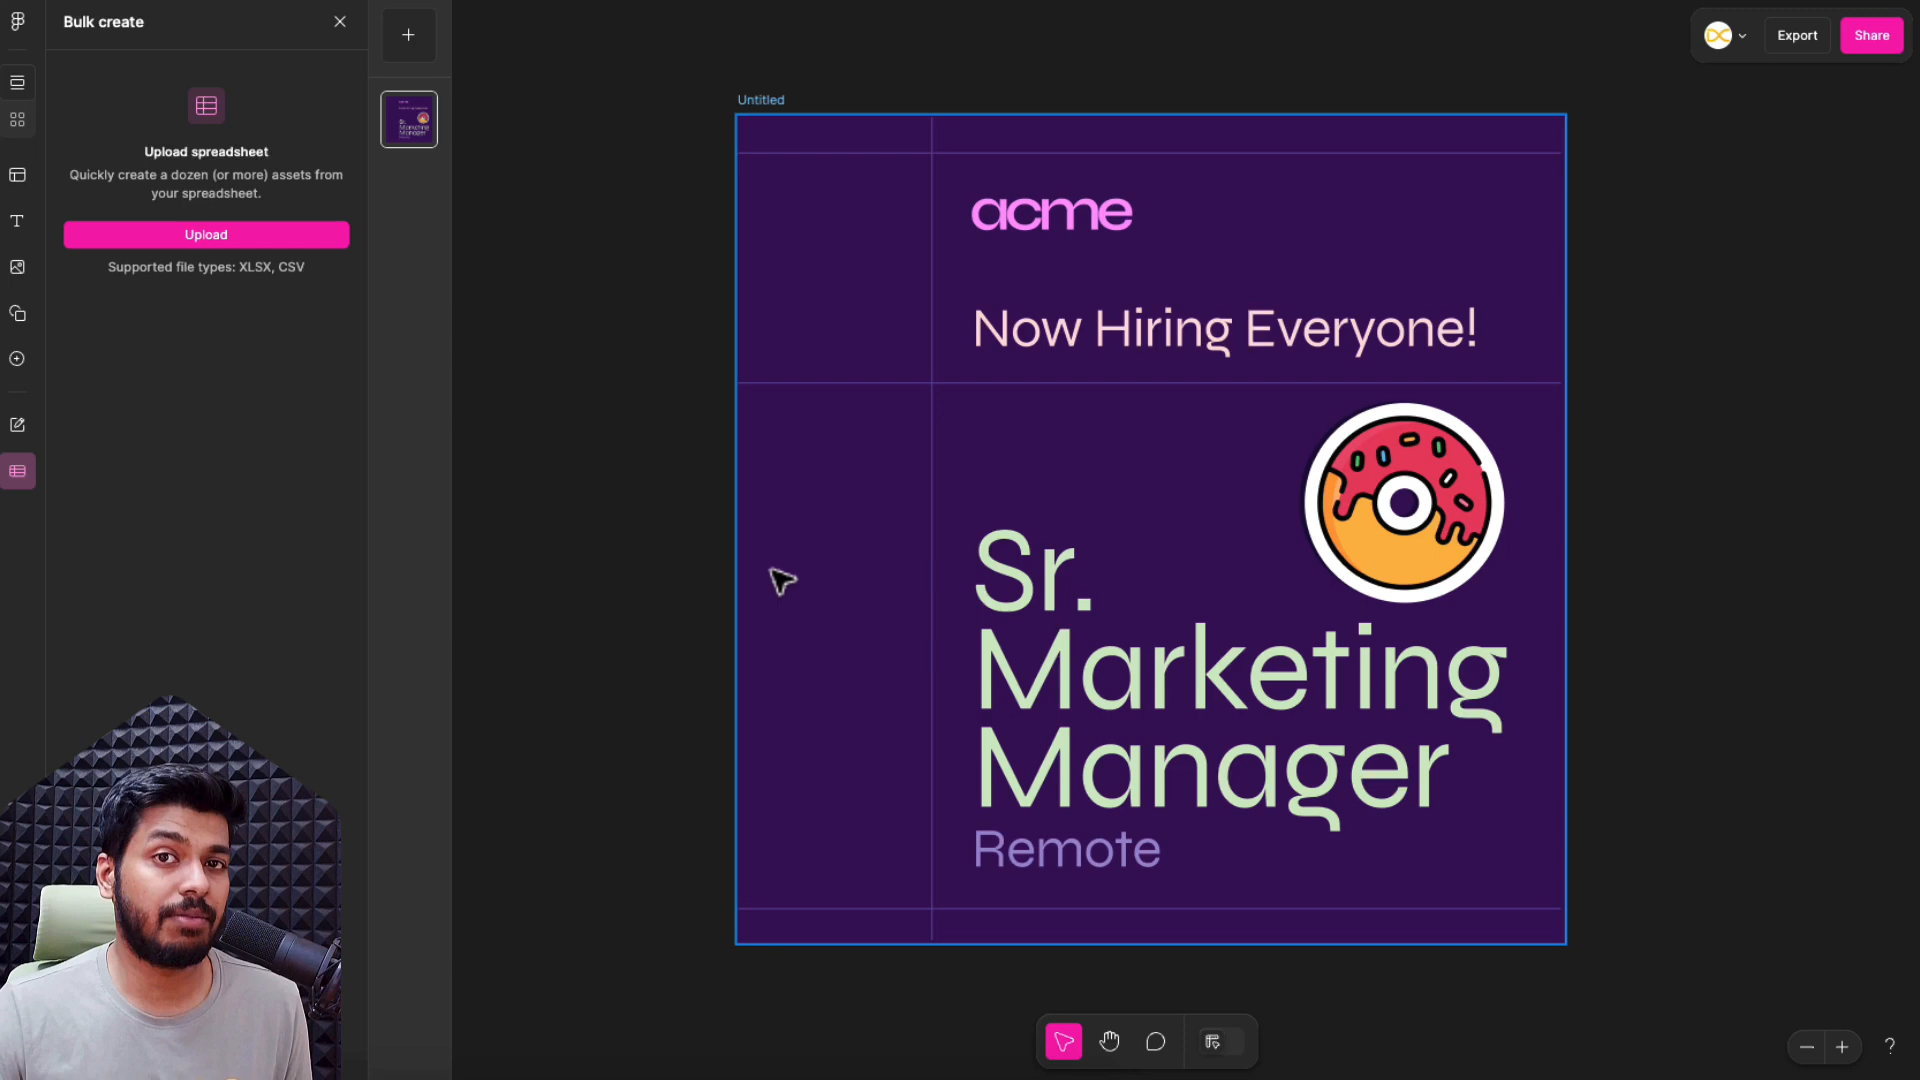 Bulk create
Upload spreadsheet
Quickly create a dozen (or more) assets from
your spreadsheet.
Upload
Supported file types: XLSX, CSV
Export
Share
Untitled
acme
Now Hiring Everyone!
Sr.
Marketing
Manager
Remote